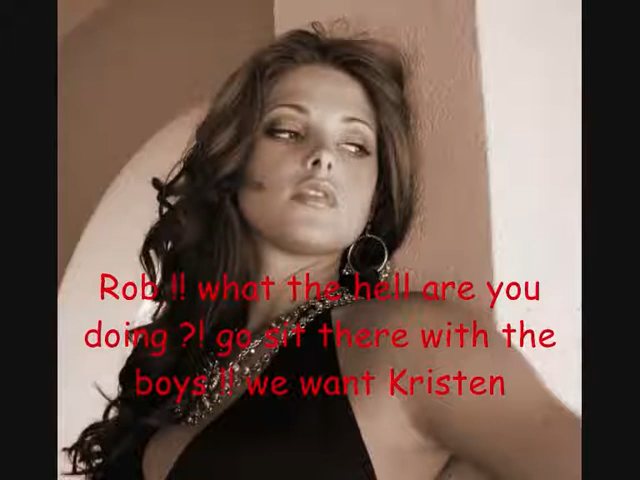 Rob !! what the hell are you
doing ?! go sit there with the
boys !! we want Kristen